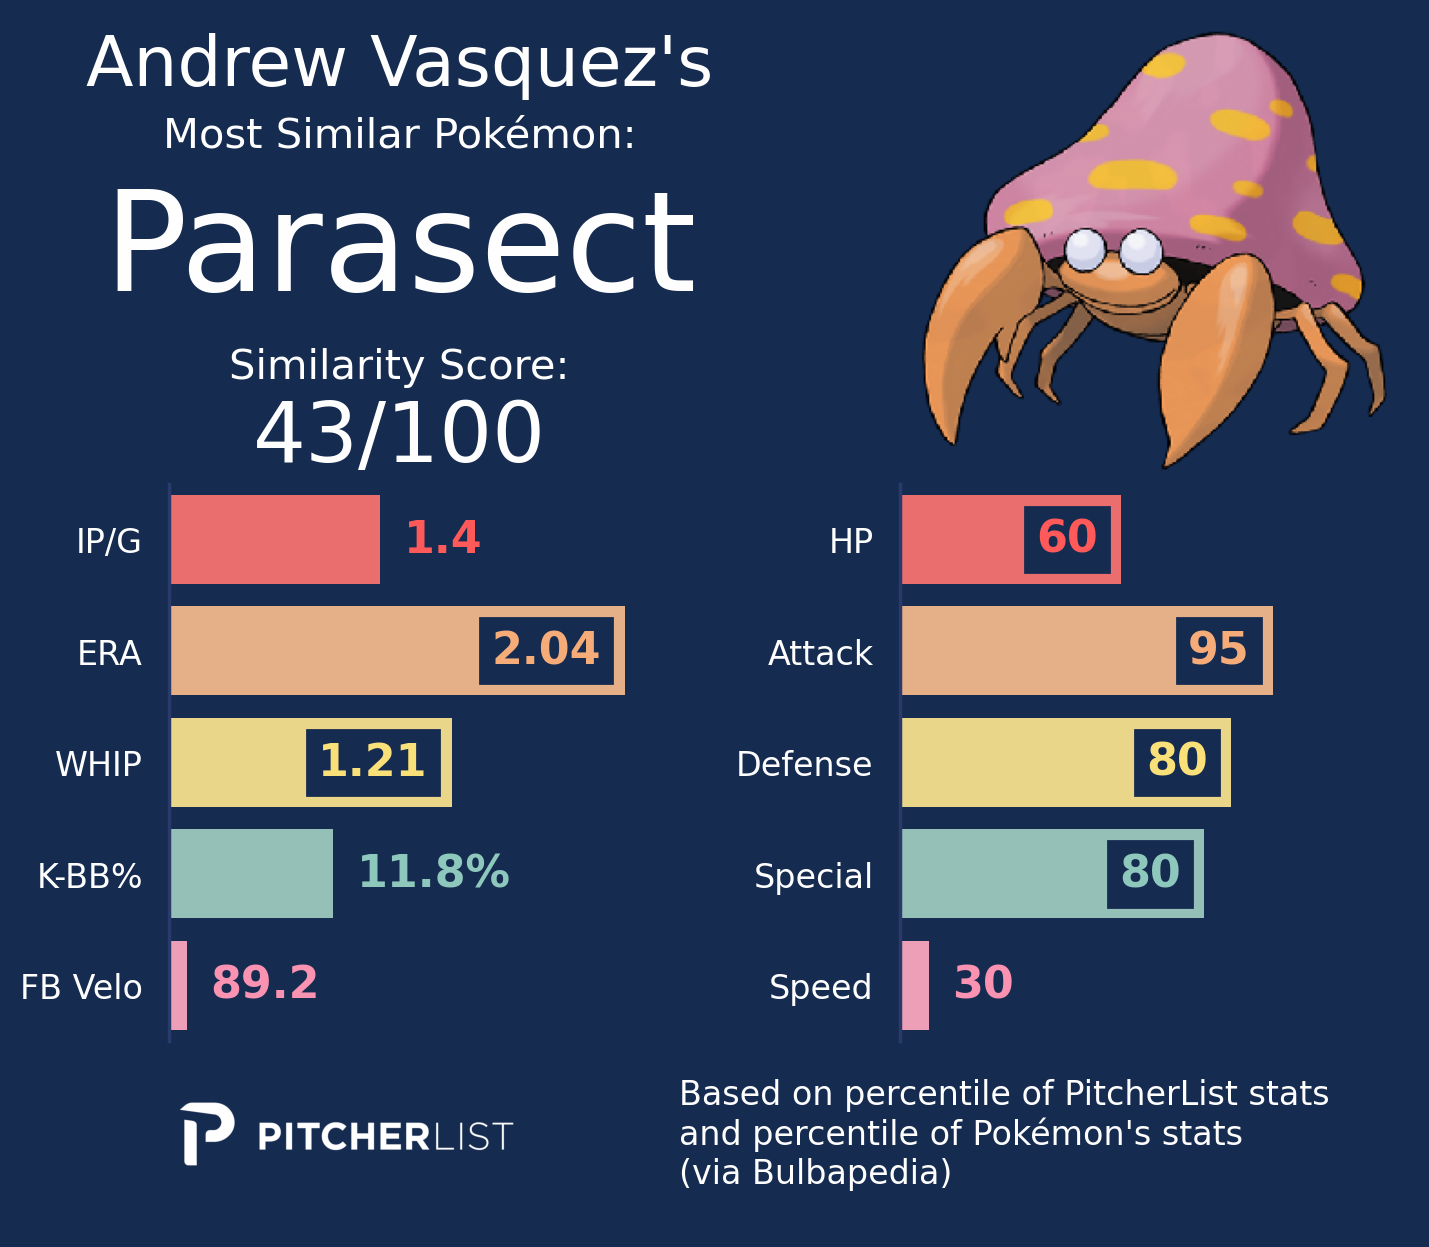 Andrew Vasquez's
Most Similar Pokémon:
Parasect
Similarity Score:
43/100
IP/G 1.4
ERA 2.04
WHIP 1.21
K-BB% 11.8%
FB Velo 89.2
HP 60
Attack 95
Defense 80
Special 80
Speed 30
PITCHERLIST
Based on percentile of PitcherList stats
and percentile of Pokémon's stats
(via Bulbapedia)